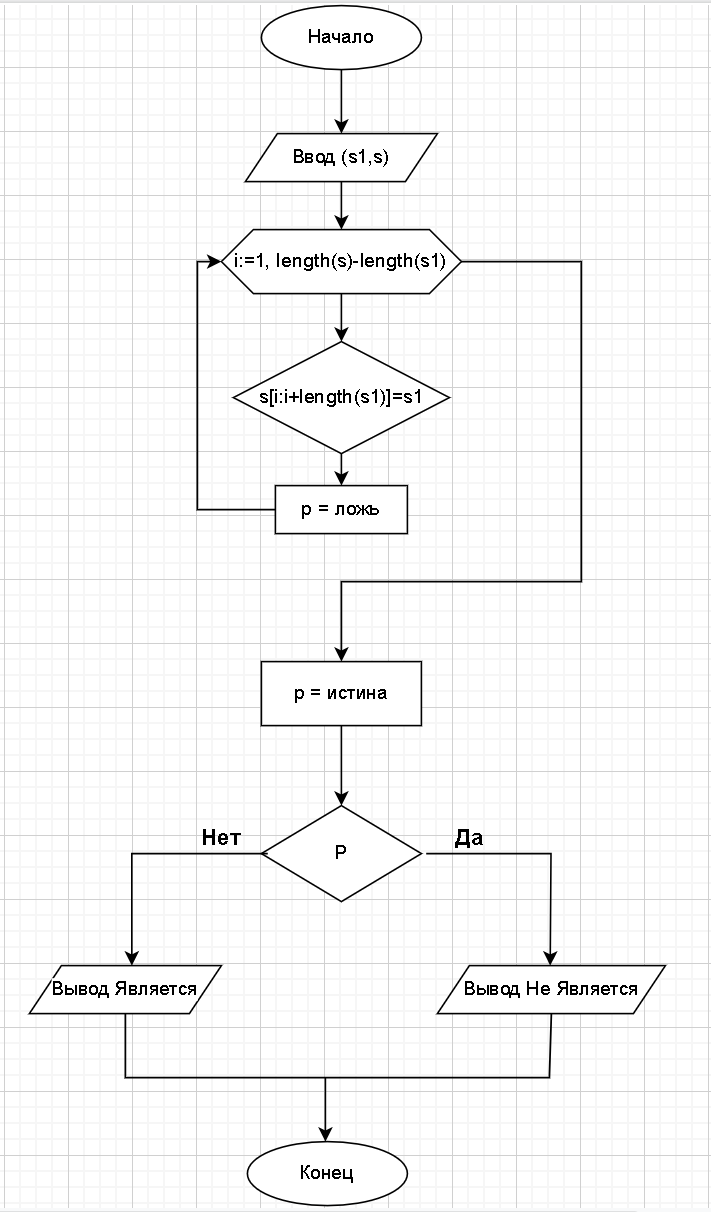 Начало
Ввод (s1,s)
i:=1, length(s)-length(s1)
s[i:i+length(s1)]=s1
p = ложь
p = истина
Нет
P
Да
Вывод Является
Вывод Не Является
Конец